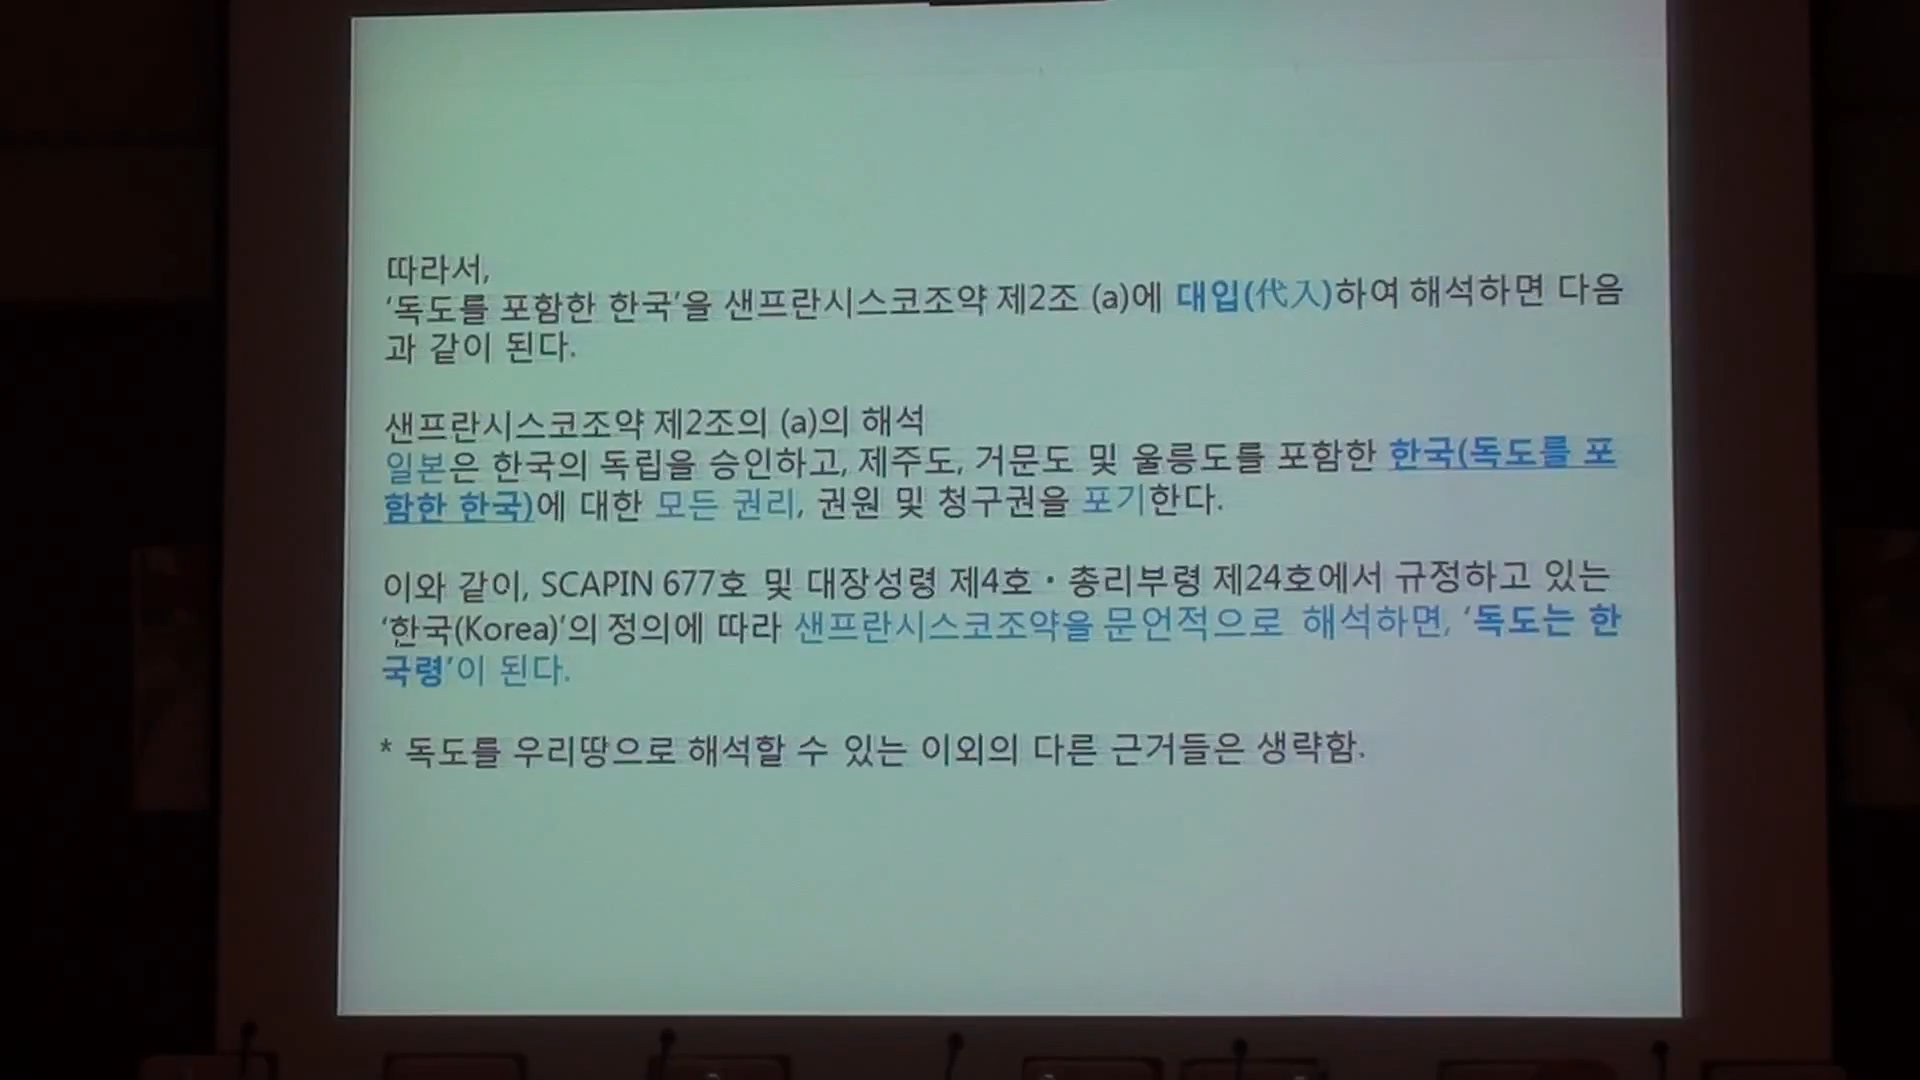 따라서,
‘독도를 포함한 한국’을 샌프란시스코조약 제2조 (a)에 대입(代入)하여 해석하면 다음
과 같이 된다.
샌프란시스코조약 제2조의 (a)의 해석
일본은 한국의 독립을 승인하고, 제주도, 거문도 및 울릉도를 포함한 한국(독도를 포
함한 한국)에 대한 모든 권리, 권원 및 청구권을 포기한다.
이와 같이, SCAPIN 677호 및 대장성령 제4호·총리부령 제24호에서 규정하고 있는
‘한국(Korea)’의 정의에 따라 샌프란시스코조약을 문언적으로 해석하면, ‘독도는 한
국령’이 된다.
* 독도를 우리땅으로 해석할 수 있는 이외의 다른 근거들은 생략함.